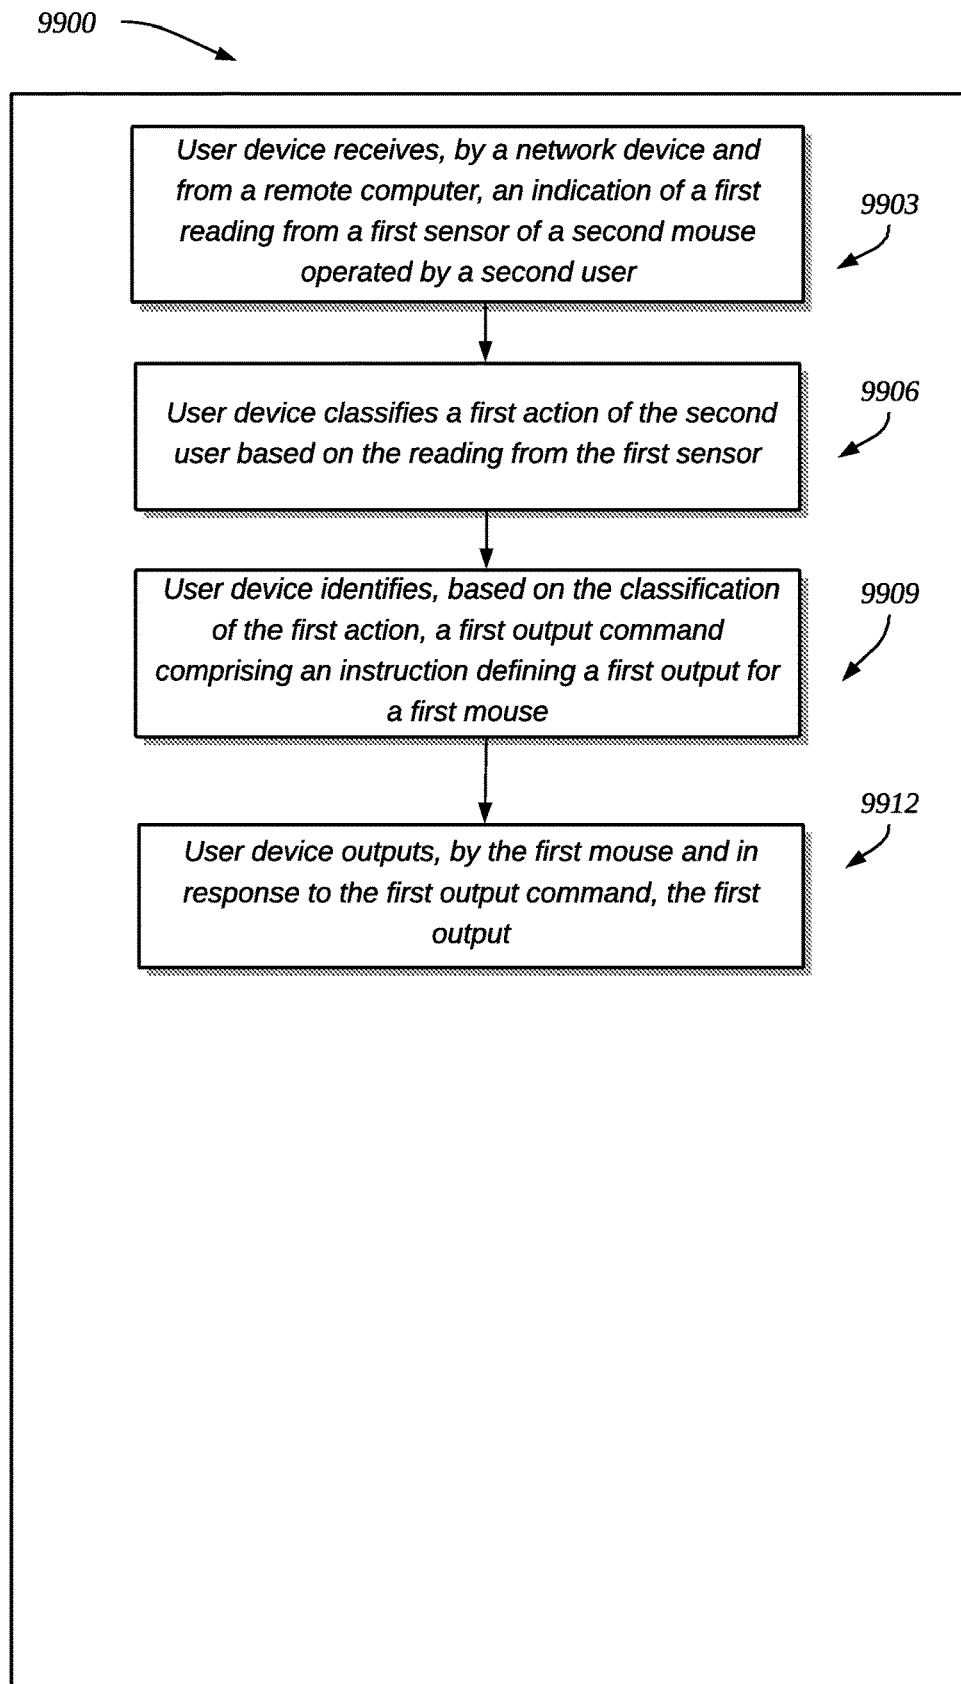 9900
User device receives, by a network device and
from a remote computer, an indication of a first
reading from a first sensor of a second mouse
operated by a second user
9903
User device classifies a first action of the second
user based on the reading from the first sensor
9906
User device identifies, based on the classification
of the first action, a first output command
comprising an instruction defining a first output for
a first mouse
9909
User device outputs, by the first mouse and in
response to the first output command, the first
output
9912